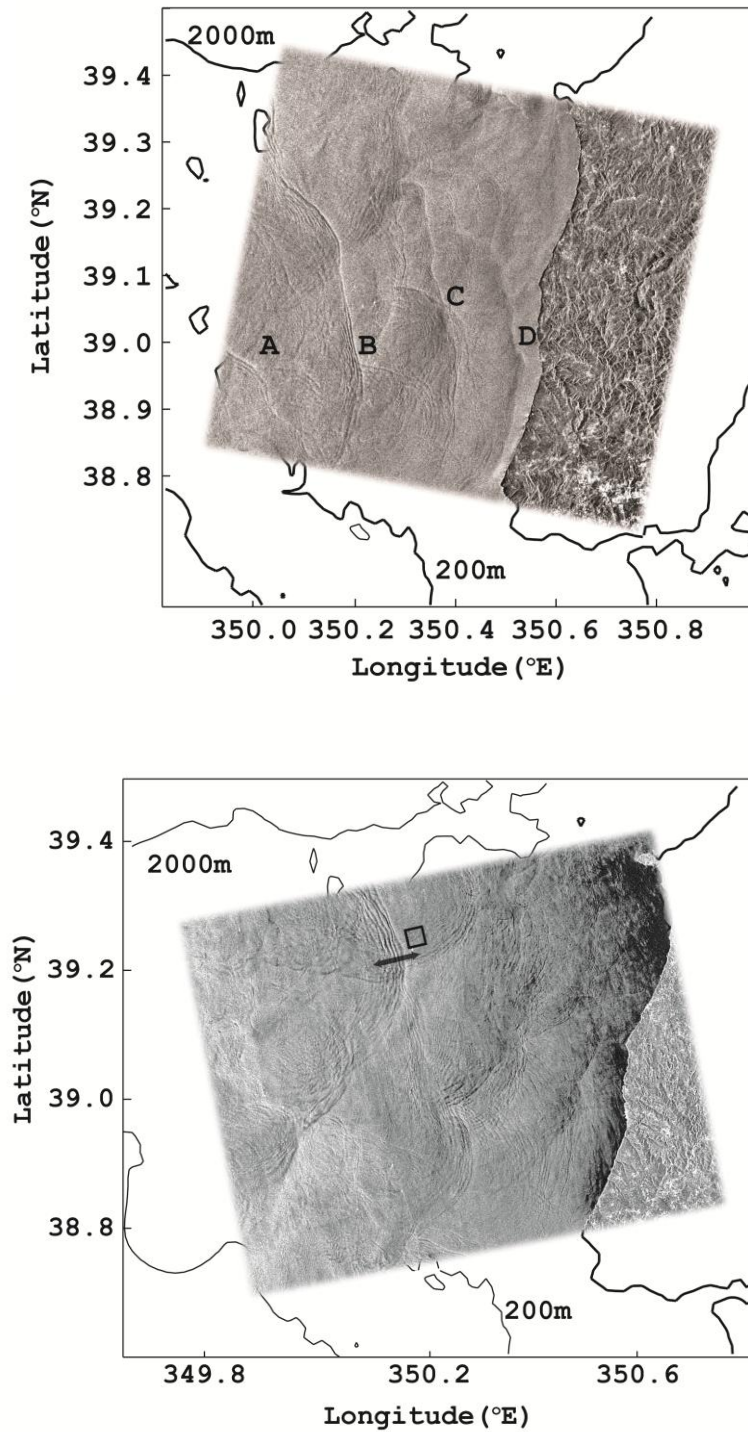 2000m
39.4
39.3
39.2
39.1
39.0
38.9
38.8
Latitude (°N)
A
B
C
D
200m
350.0 350.2 350.4 350.6 350.8
Longitude (°E)
39.4
2000m
39.2
39.0
38.8
Latitude (°N)
200m
349.8 350.2 350.6
Longitude (°E)